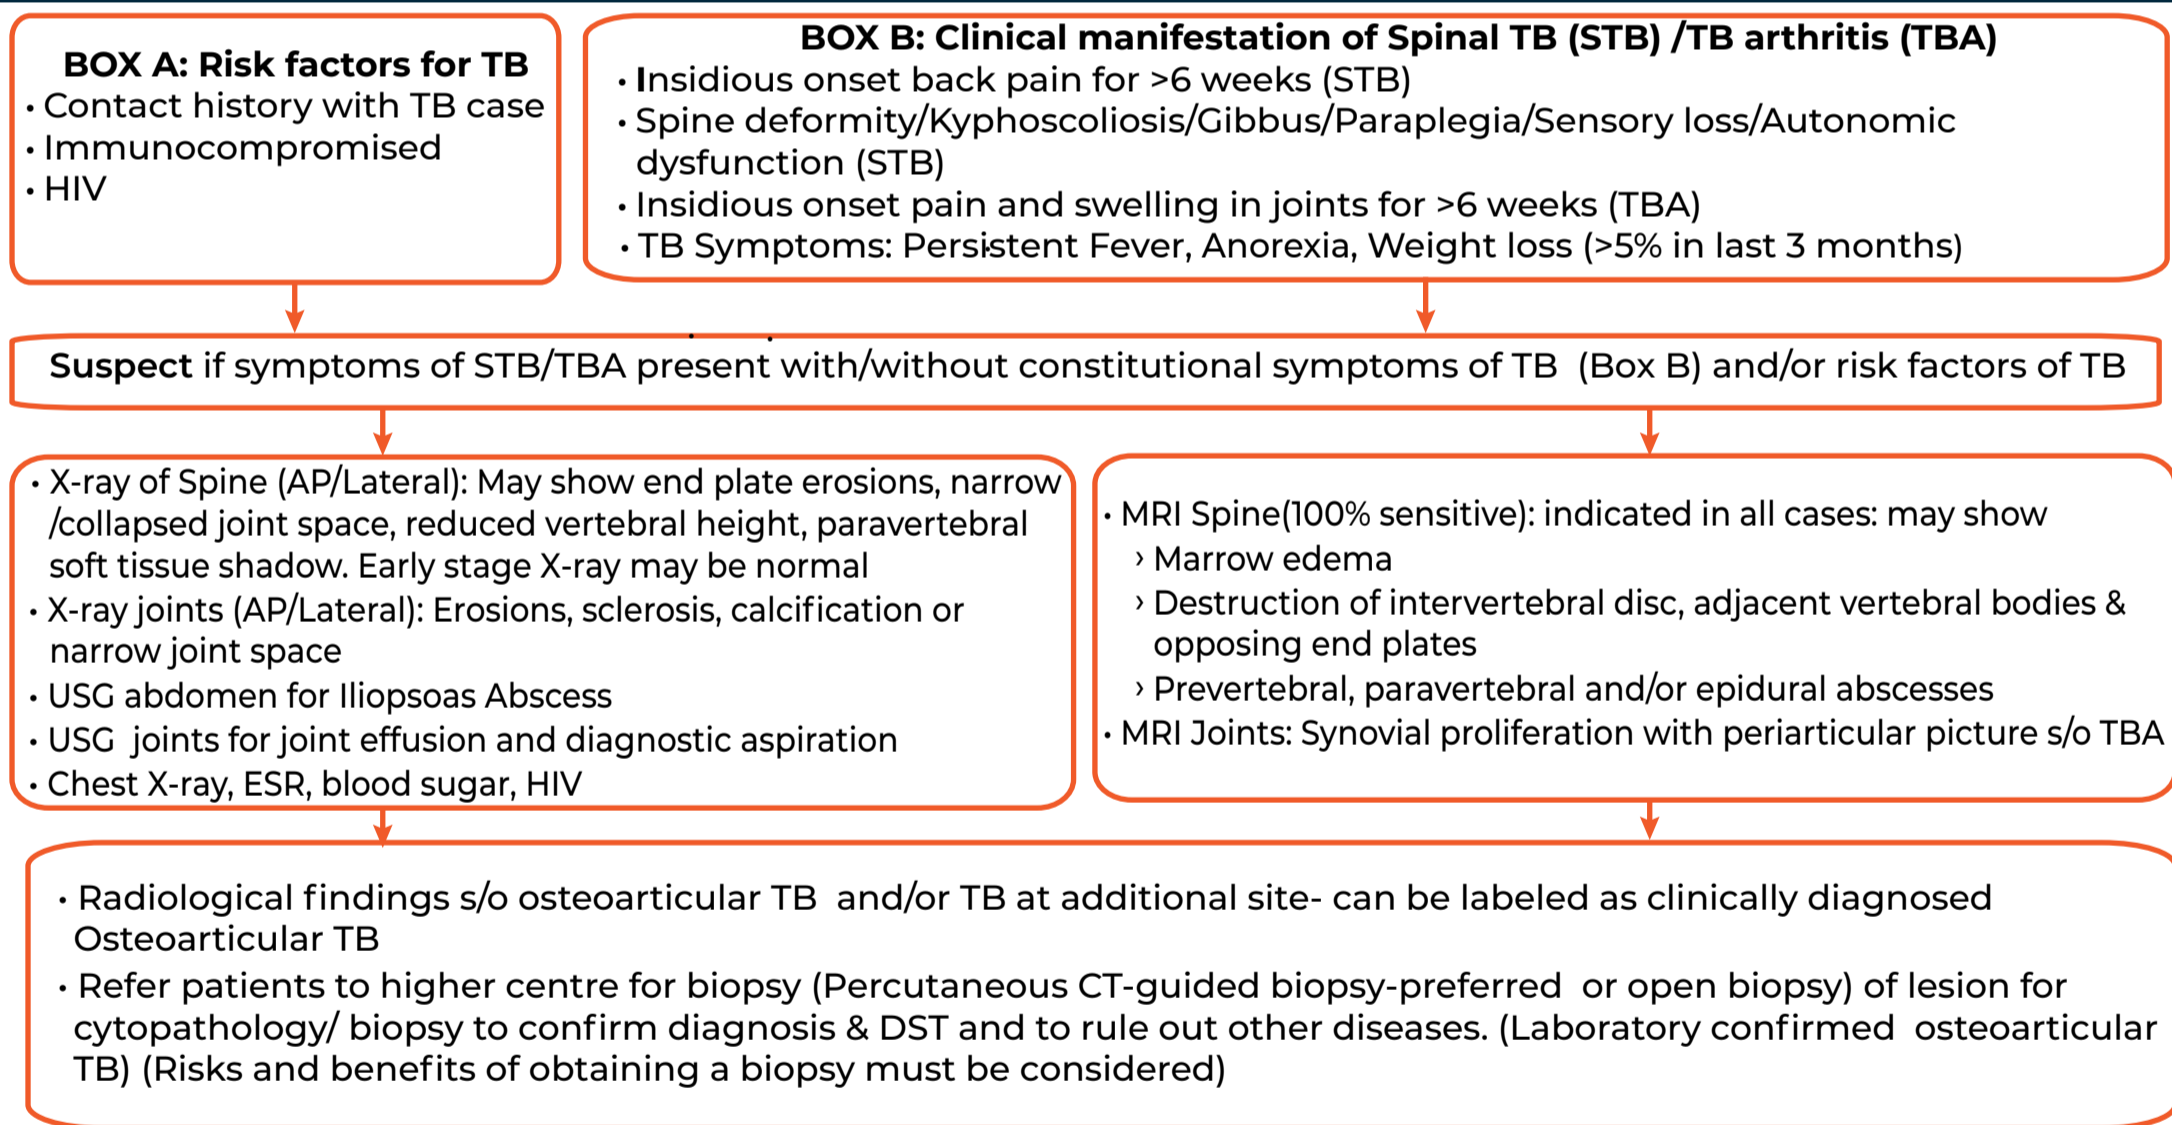 BOX A: Risk factors for TB
• Contact history with TB case
• Immunocompromised
• HIV
BOX B: Clinical manifestation of Spinal TB (STB) /TB arthritis (TBA)
• Insidious onset back pain for >6 weeks (STB)
• Spine deformity/Kyphoscoliosis/Gibbus/Paraplegia/Sensory loss/Autonomic
dysfunction (STB)
• Insidious onset pain and swelling in joints for >6 weeks (TBA)
• TB Symptoms: Persistent Fever, Anorexia, Weight loss (>5% in last 3 months)
Suspect if symptoms of STB/TBA present with/without constitutional symptoms of TB (Box B) and/or risk factors of TB
• X-ray of Spine (AP/Lateral): May show end plate erosions, narrow
/collapsed joint space, reduced vertebral height, paravertebral
soft tissue shadow. Early stage X-ray may be normal
• X-ray joints (AP/Lateral): Erosions, sclerosis, calcification or
narrow joint space
• USG abdomen for Iliopsoas Abscess
• USG joints for joint effusion and diagnostic aspiration
• Chest X-ray, ESR, blood sugar, HIV
• MRI Spine(100% sensitive): indicated in all cases: may show
› Marrow edema
› Destruction of intervertebral disc, adjacent vertebral bodies &
opposing end plates
› Prevertebral, paravertebral and/or epidural abscesses
• MRI Joints: Synovial proliferation with periarticular picture s/o TBA
• Radiological findings s/o osteoarticular TB and/or TB at additional site- can be labeled as clinically diagnosed
Osteoarticular TB
• Refer patients to higher centre for biopsy (Percutaneous CT-guided biopsy-preferred or open biopsy) of lesion for
cytopathology/ biopsy to confirm diagnosis & DST and to rule out other diseases. (Laboratory confirmed osteoarticular
TB) (Risks and benefits of obtaining a biopsy must be considered)